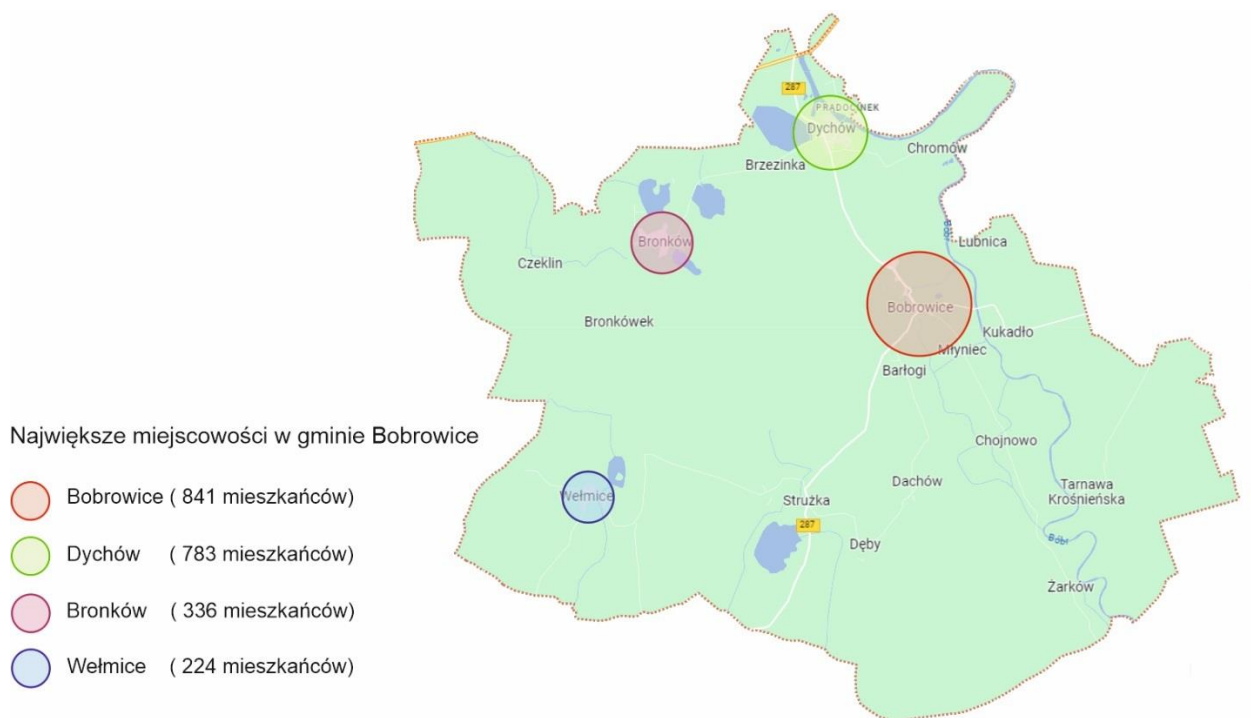 287
PRADOCINEK
Dychów
Chromów
Brzezinka
Bóbr
Łubnica
Bronków
Czeklin
Bobrowice
Bronkówek
Kukadło
Młyniec
Barłogi
Największe miejscowości w gminie Bobrowice
Chojnowo
Bobrowice ( 841 mieszkańców)
Wełmice
Strużka
Dachów
Tarnawa
Krośnieńska
287
Bóbr
Dychów ( 783 mieszkańców)
Dęby
Żarków
Bronków ( 336 mieszkańców)
Wełmice ( 224 mieszkańców)